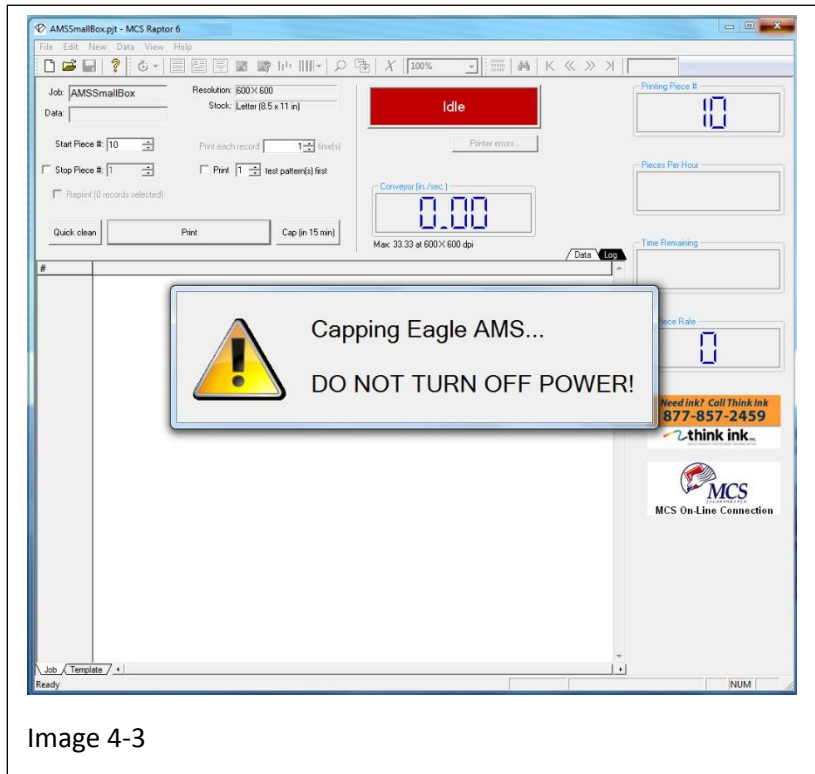 AMSSmallBox.pjt - MCS Raptor 6
File Edit New Data View Help
100%
Job: AMSSmallBox
Data:
Resolution: 600 X 600
Stock: Letter (8.5 x 11 in)
Start Piece #: 10
Print each record 1 time(s)
Stop Piece #: 1
Print 1 test pattern(s) first
Reprint (0 records selected)
Quick clean
Print
Cap (in 15 min)
Idle
Printer errors...
Conveyor (in./sec.)
0.00
Max: 33.33 at 600 X 600 dpi
Data
Log
Printing Piece #
10
Pieces Per Hour
Time Remaining
iece Rate
0
#
Capping Eagle AMS...
DO NOT TURN OFF POWER!
Need ink? Call Think Ink
877-857-2459
think ink
MCS
MCS On-Line Connection
Job
Template
Ready
NUM
Image 4-3